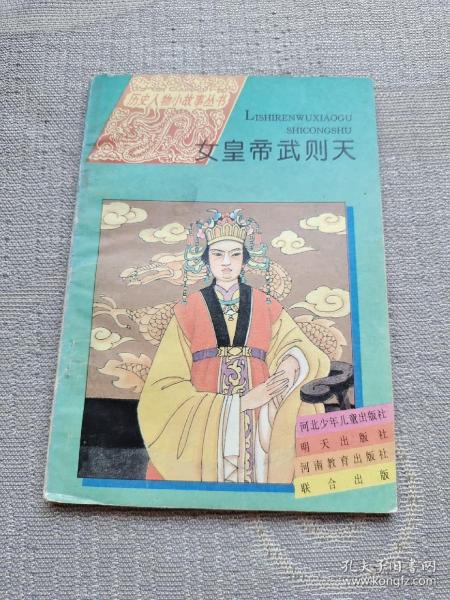 历史人物小故事丛书
LISHIRENWUXIAOGU
SHICONGSHU
女皇帝武则天
河北少年儿童出版社
明天出版社
河南教育出版社
联合出版
孔夫子旧书网
www.kongfz.com